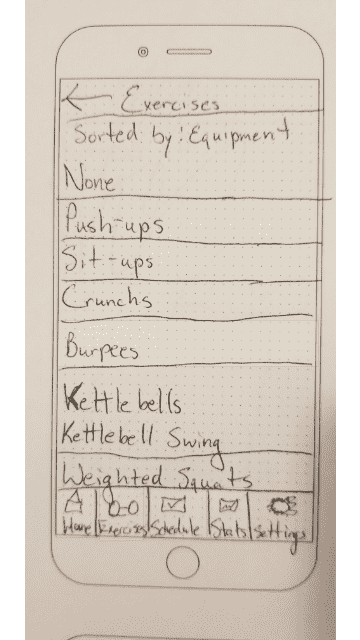 ← Exercises
Sorted by: Equipment
None
Push-ups
Sit-ups
Crunchs
Burpees
Kettlebells
Kettlebell Swing
Weighted Squats
Home Exercises Schedule Stats Settings